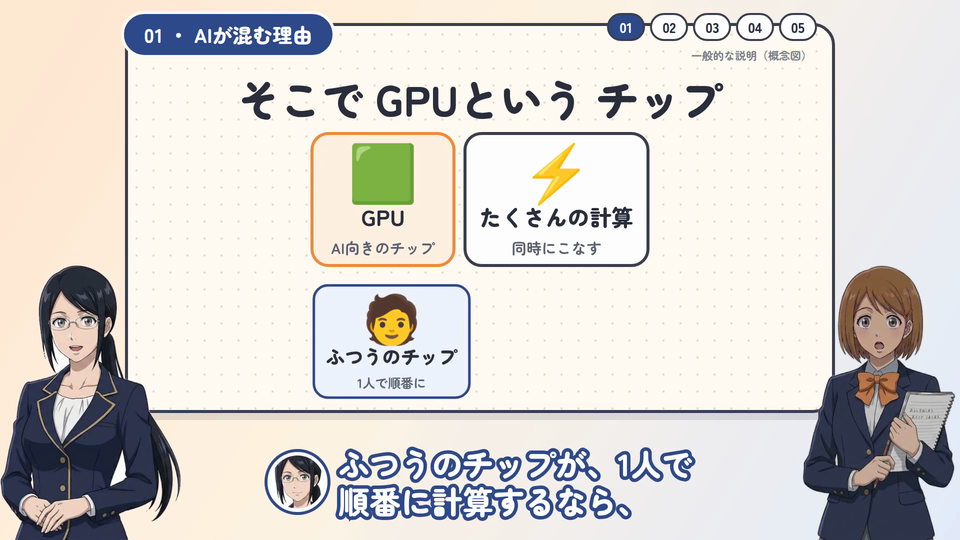 01 ・ AIが混む理由
01 02 03 04 05
一般的な説明（概念図）
そこで GPUという チップ
GPU
AI向きのチップ
たくさんの計算
同時にこなす
ふつうのチップ
1人で順番に
ふつうのチップが、1人で
順番に計算するなら、